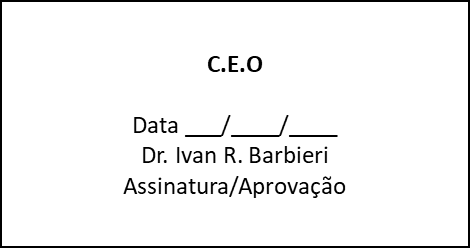 C.E.O
Data ___/____/____
Dr. Ivan R. Barbieri
Assinatura/Aprovação